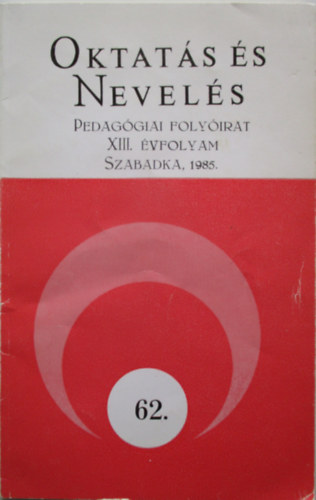 OKTATÁS ÉS
NEVELÉS
PEDAGÓGIAI FOLYÓIRAT
XIII. ÉVFOLYAM
SZABADKA, 1985.
62.